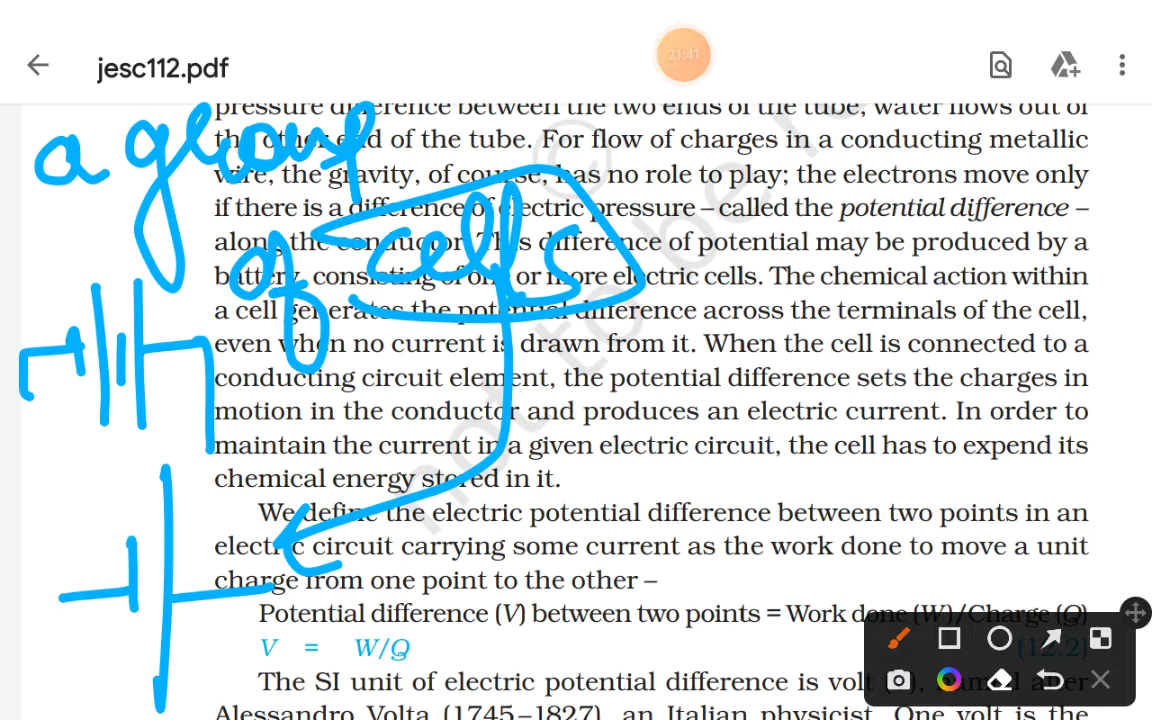 21:41
jesc112.pdf
pressure difference between the two ends of the tube, water flows out of
the other end of the tube. For flow of charges in a conducting metallic
wire, the gravity, of course, has no role to play; the electrons move only
if there is a difference of electric pressure – called the potential difference –
along the conductor. This difference of potential may be produced by a
battery, consisting of one or more electric cells. The chemical action within
a cell generates the potential difference across the terminals of the cell,
even when no current is drawn from it. When the cell is connected to a
conducting circuit element, the potential difference sets the charges in
motion in the conductor and produces an electric current. In order to
maintain the current in a given electric circuit, the cell has to expend its
chemical energy stored in it.
We define the electric potential difference between two points in an
electric circuit carrying some current as the work done to move a unit
charge from one point to the other –
Potential difference (V) between two points = Work done (W)/Charge (Q)
V = W/Q (12.2)
The SI unit of electric potential difference is volt (V), named after
Alessandro Volta (1745–1827), an Italian physicist. One volt is the
a group
of cells
© not to be r